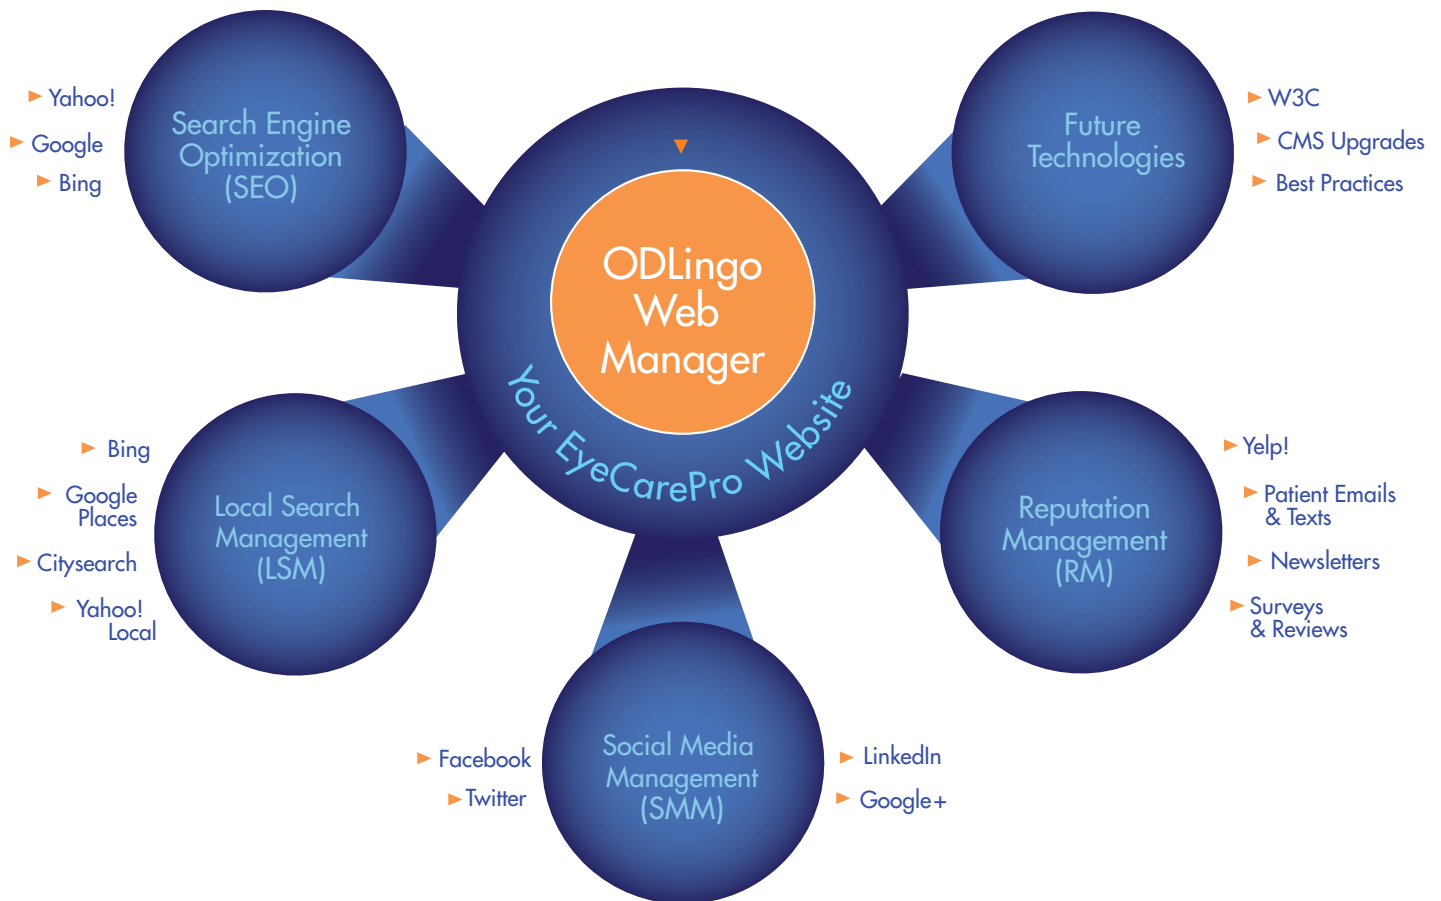 Yahoo!
Google
Bing
Search Engine
Optimization
(SEO)
Future
Technologies
W3C
CMS Upgrades
Best Practices
ODLingo
Web
Manager
Your EyeCarePro Website
Bing
Google
Places
Citysearch
Yahoo!
Local
Local Search
Management
(LSM)
Reputation
Management
(RM)
Yelp!
Patient Emails
& Texts
Newsletters
Surveys
& Reviews
Facebook
Twitter
Social Media
Management
(SMM)
LinkedIn
Google+